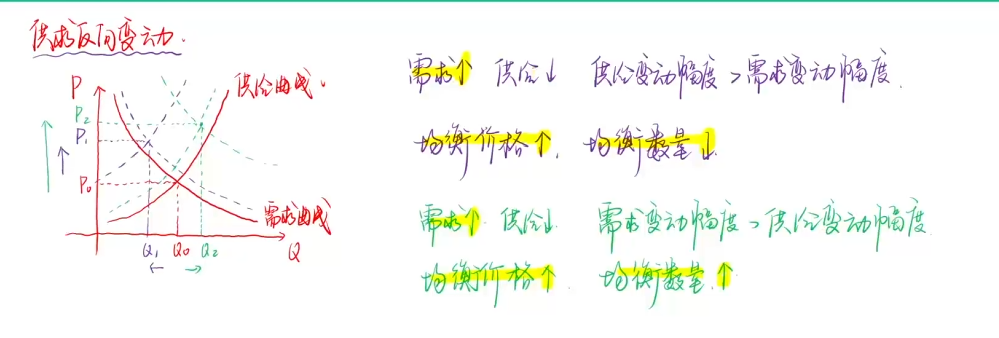 供求反向变动.
需求↑ 供给↓ 供给变动幅度>需求变动幅度.
P
供给曲线.
P₂
P₁
均衡价格↑. 均衡数量↓
P₀
需求曲线
需求↑ 供给↓ 需求变动幅度>供给变动幅度
Q₁ Q₀ Q₂ Q
均衡价格↑. 均衡数量.↑